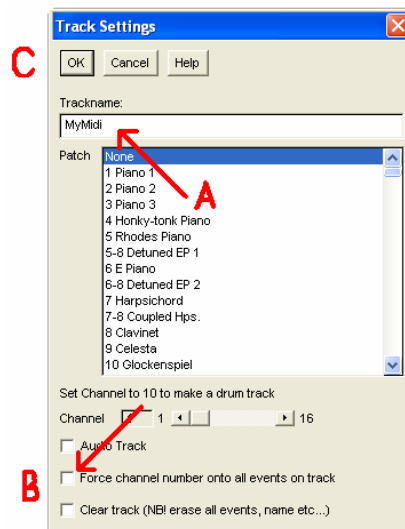 Track Settings
C OK Cancel Help
Trackname:
MyMidi
Patch None
1 Piano 1
2 Piano 2
3 Piano 3
A
4 Honky-tonk Piano
5 Rhodes Piano
5-8 Detuned EP 1
6 E Piano
6-8 Detuned EP 2
7 Harpsichord
7-8 Coupled Hps.
8 Clavinet
9 Celesta
10 Glockenspiel
Set Channel to 10 to make a drum track
Channel 1 16
Audio Track
B Force channel number onto all events on track
Clear track (NB! erase all events, name etc...)